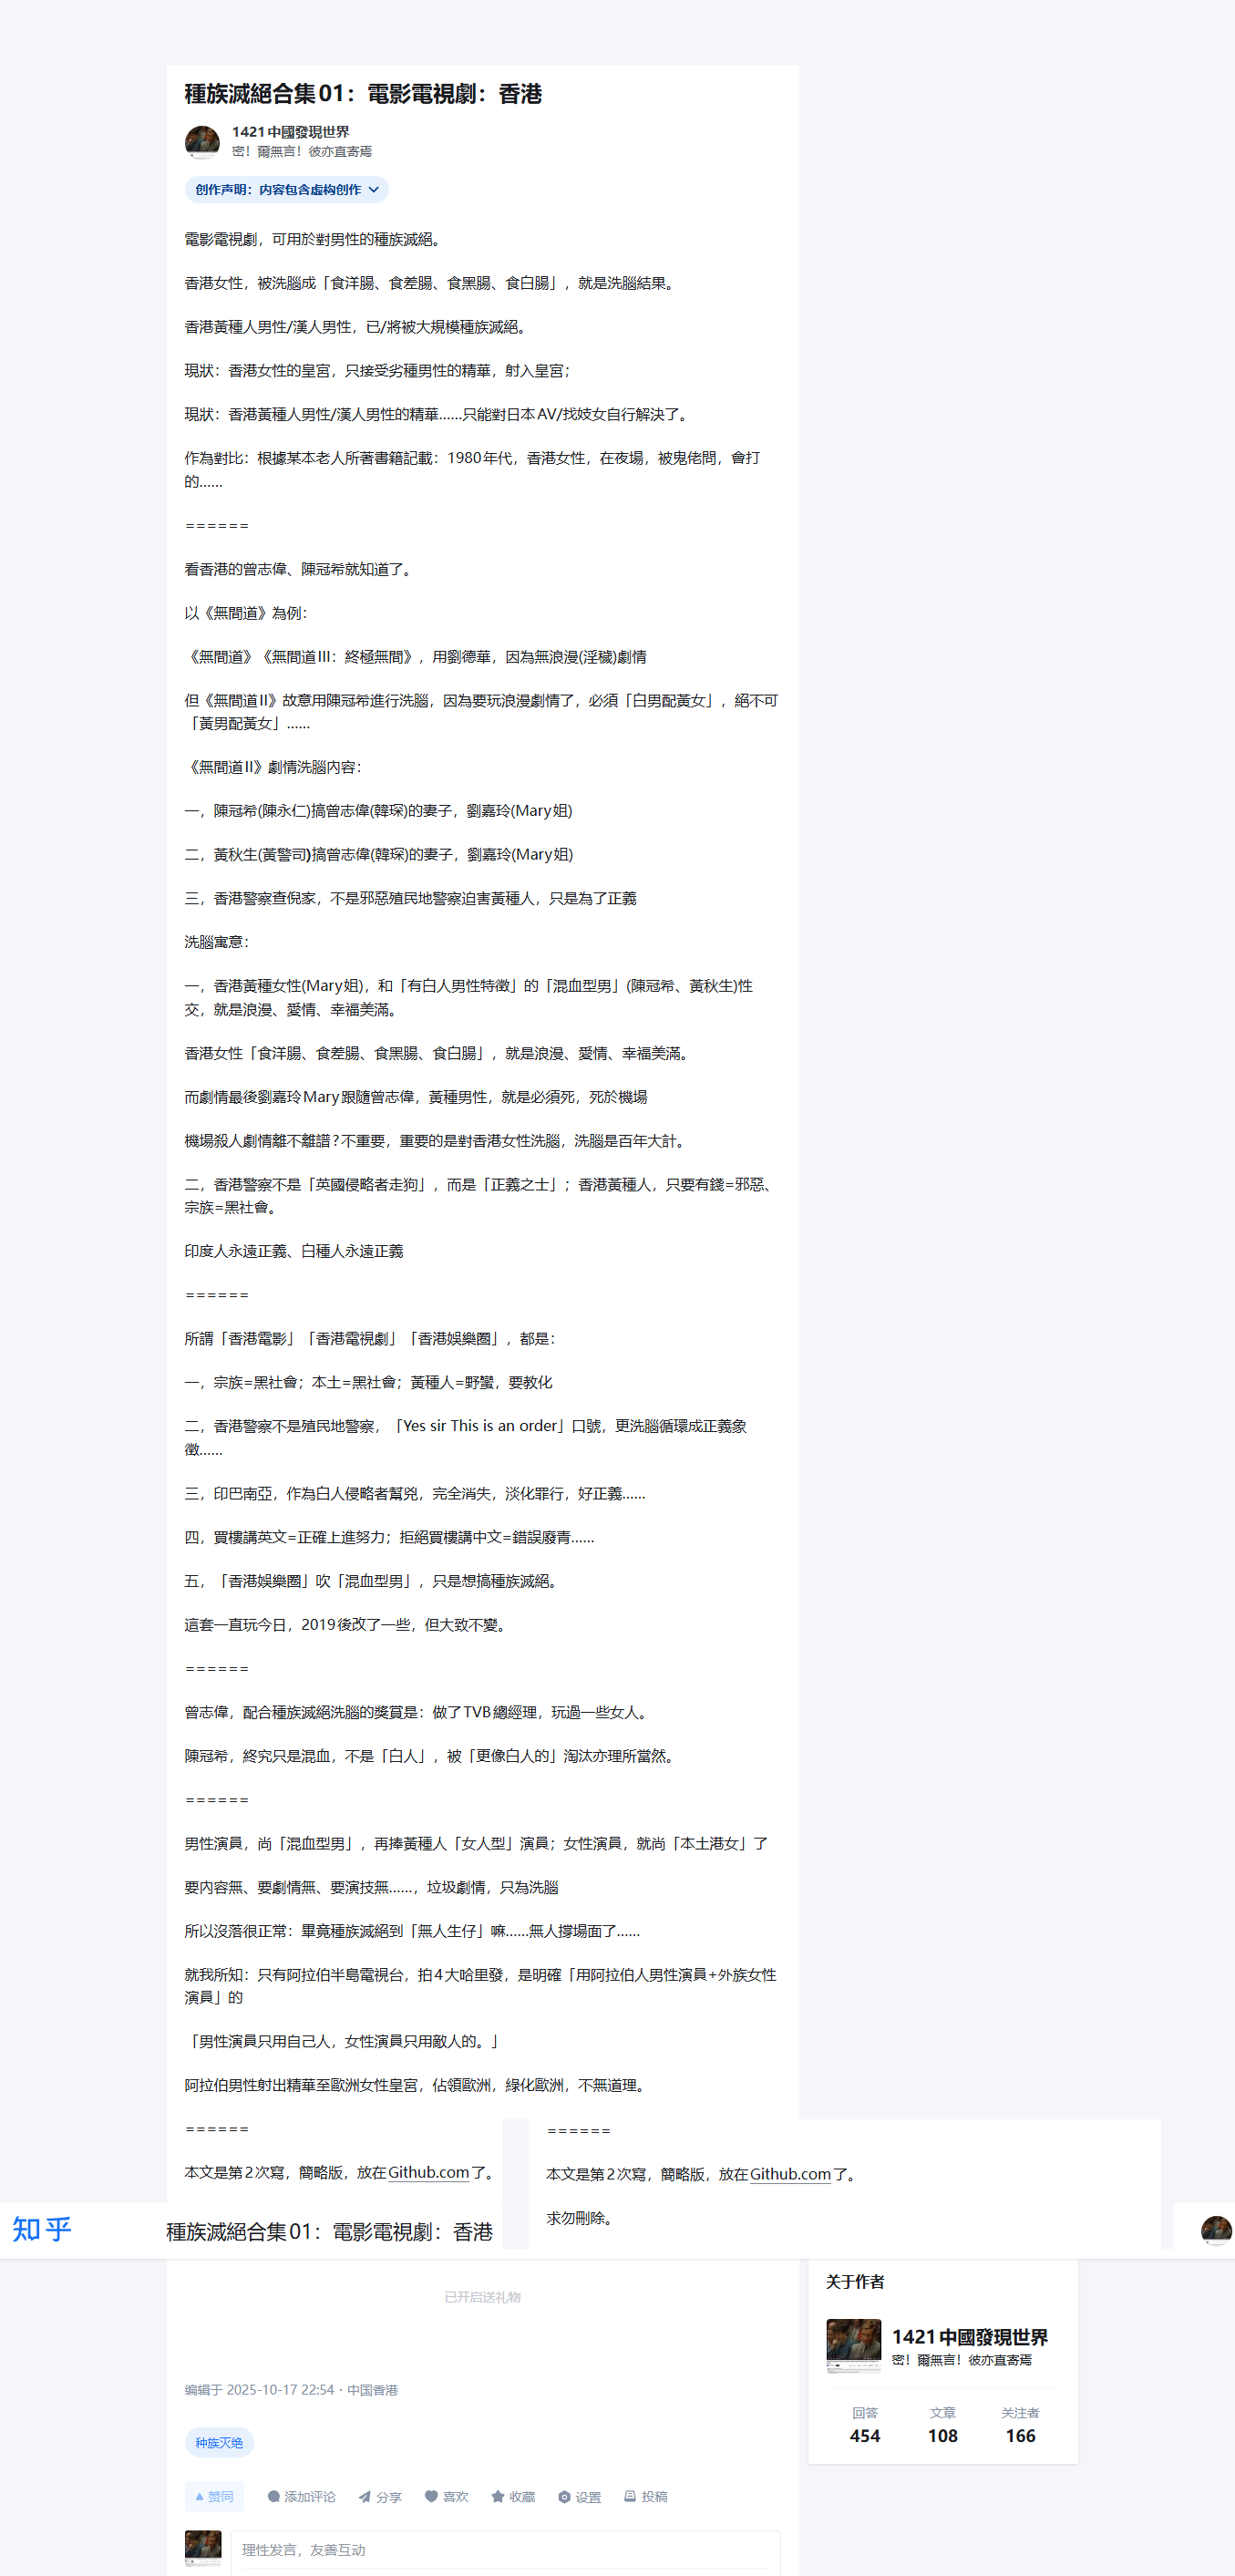 種族滅絕合集01：電影電視劇：香港
1421中國發現世界
密！爾無言！彼亦直寄焉
创作声明：内容包含虚构创作
電影電視劇，可用於對男性的種族滅絕。
香港女性，被洗腦成「食洋腸、食差腸、食黑腸、食白腸」，就是洗腦結果。
香港黃種人男性/漢人男性，已/將被大規模種族滅絕。
現狀：香港女性的皇宮，只接受劣種男性的精華，射入皇宮；
現狀：香港黃種人男性/漢人男性的精華……只能對日本AV/找妓女自行解決了。
作為對比：根據某本老人所著書籍記載：1980年代，香港女性，在夜場，被鬼佬問，會打
的……
======
看香港的曾志偉、陳冠希就知道了。
以《無間道》為例：
《無間道》《無間道III：終極無間》，用劉德華，因為無浪漫(淫穢)劇情
但《無間道II》故意用陳冠希進行洗腦，因為要玩浪漫劇情了，必須「白男配黃女」，絕不可
「黃男配黃女」……
《無間道II》劇情洗腦内容：
一，陳冠希(陳永仁)搞曾志偉(韓琛)的妻子，劉嘉玲(Mary姐)
二，黃秋生(黃警司)搞曾志偉(韓琛)的妻子，劉嘉玲(Mary姐)
三，香港警察查倪家，不是邪惡殖民地警察迫害黃種人，只是為了正義
洗腦寓意：
一，香港黃種女性(Mary姐)，和「有白人男性特徵」的「混血型男」(陳冠希、黃秋生)性
交，就是浪漫、愛情、幸福美滿。
香港女性「食洋腸、食差腸、食黑腸、食白腸」，就是浪漫、愛情、幸福美滿。
而劇情最後劉嘉玲Mary跟隨曾志偉，黃種男性，就是必須死，死於機場
機場殺人劇情離不離譜？不重要，重要的是對香港女性洗腦，洗腦是百年大計。
二，香港警察不是「英國侵略者走狗」，而是「正義之士」；香港黃種人，只要有錢=邪惡、
宗族=黑社會。
印度人永遠正義、白種人永遠正義
======
所謂「香港電影」「香港電視劇」「香港娛樂圈」，都是：
一，宗族=黑社會；本土=黑社會；黃種人=野蠻，要教化
二，香港警察不是殖民地警察，「Yes sir This is an order」口號，更洗腦循環成正義象
徵……
三，印巴南亞，作為白人侵略者幫兇，完全消失，淡化罪行，好正義……
四，買樓講英文=正確上進努力；拒絕買樓講中文=錯誤廢青……
五，「香港娛樂圈」吹「混血型男」，只是想搞種族滅絕。
這套一直玩今日，2019後改了一些，但大致不變。
======
曾志偉，配合種族滅絕洗腦的獎賞是：做了TVB總經理，玩過一些女人。
陳冠希，終究只是混血，不是「白人」，被「更像白人的」淘汰亦理所當然。
======
男性演員，尚「混血型男」，再捧黃種人「女人型」演員；女性演員，就尚「本土港女」了
要内容無、要劇情無、要演技無……，垃圾劇情，只為洗腦
所以沒落很正常：畢竟種族滅絕到「無人生仔」嘛……無人撐場面了……
就我所知：只有阿拉伯半島電視台，拍4大哈里發，是明確「用阿拉伯人男性演員+外族女性
演員」的
「男性演員只用自己人，女性演員只用敵人的。」
阿拉伯男性射出精華至歐洲女性皇宮，佔領歐洲，綠化歐洲，不無道理。
======
本文是第2次寫，簡略版，放在Github.com了。
======
本文是第2次寫，簡略版，放在Github.com了。
求勿刪除。
知乎
種族滅絕合集01：電影電視劇：香港
已开启送礼物
编辑于 2025-10-17 22:54・中国香港
种族灭绝
赞同 添加评论 分享 喜欢 收藏 设置 投稿
理性发言，友善互动
关于作者
1421中國發現世界
密！爾無言！彼亦直寄焉
回答 文章 关注者
454 108 166